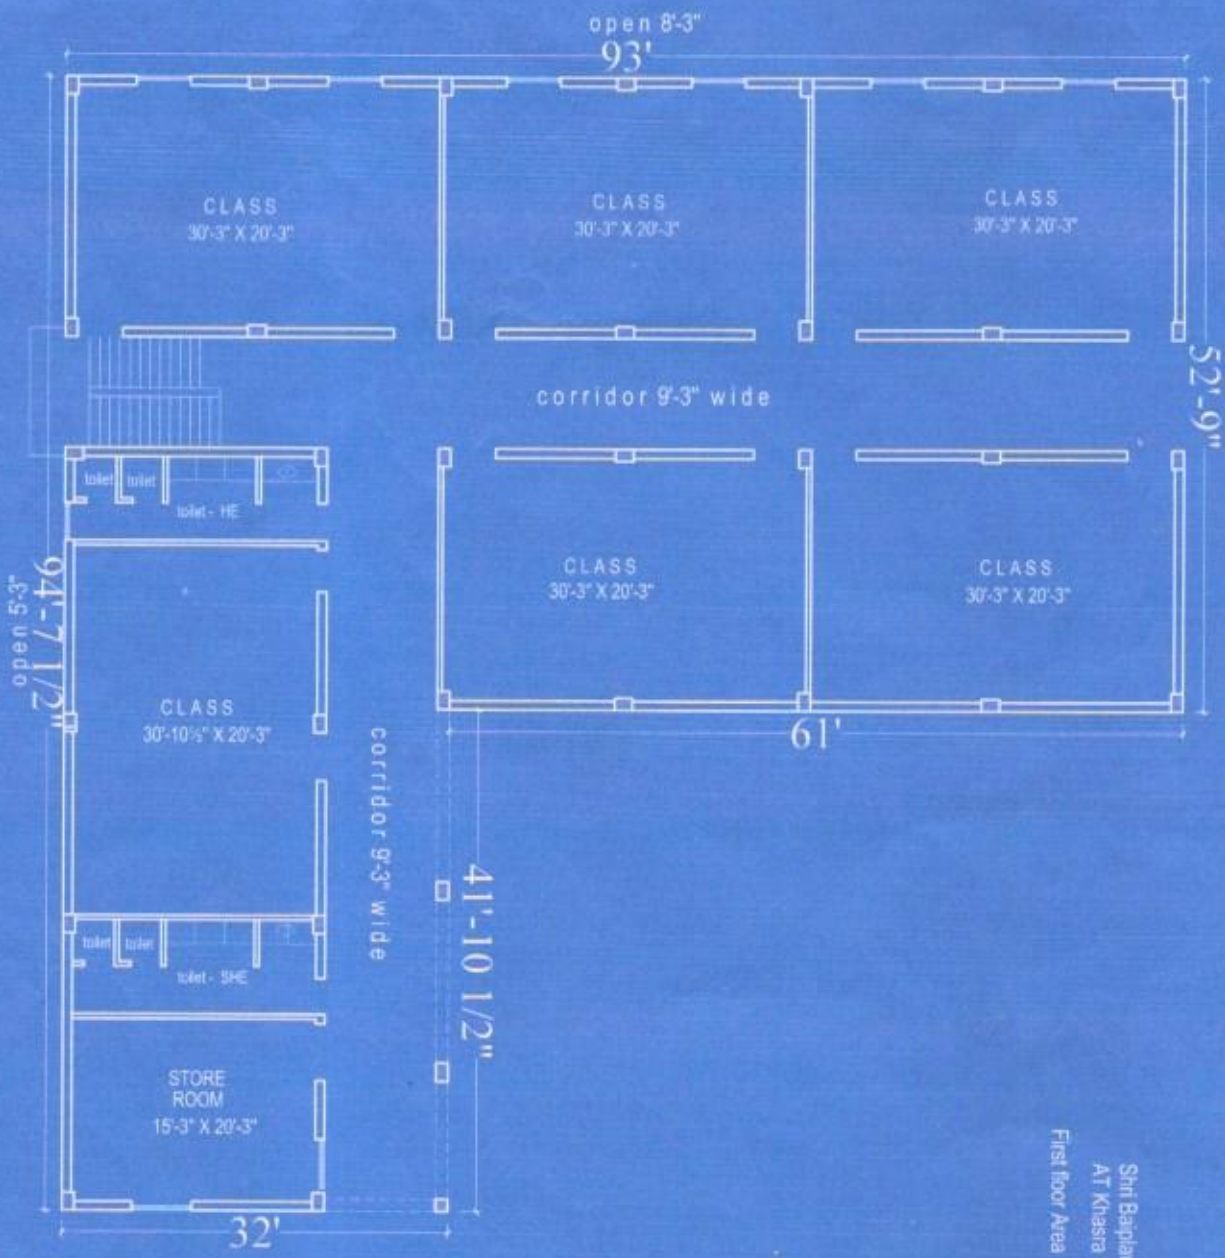 open 8'-3"
93'
CLASS
30'-3" X 20'-3"
CLASS
30'-3" X 20'-3"
CLASS
30'-3" X 20'-3"
52'-9"
corridor 9'-3" wide
toilet
toilet
toilet - HE
CLASS
30'-3" X 20'-3"
CLASS
30'-3" X 20'-3"
open 5'-3"
94'-7 1/2"
CLASS
30'-10½" X 20'-3"
61'
corridor 9'-3" wide
41'-10 1/2"
toilet
toilet
toilet - SHE
STORE
ROOM
15'-3" X 20'-3"
32'
Shri
AT Khasra
First floor Area